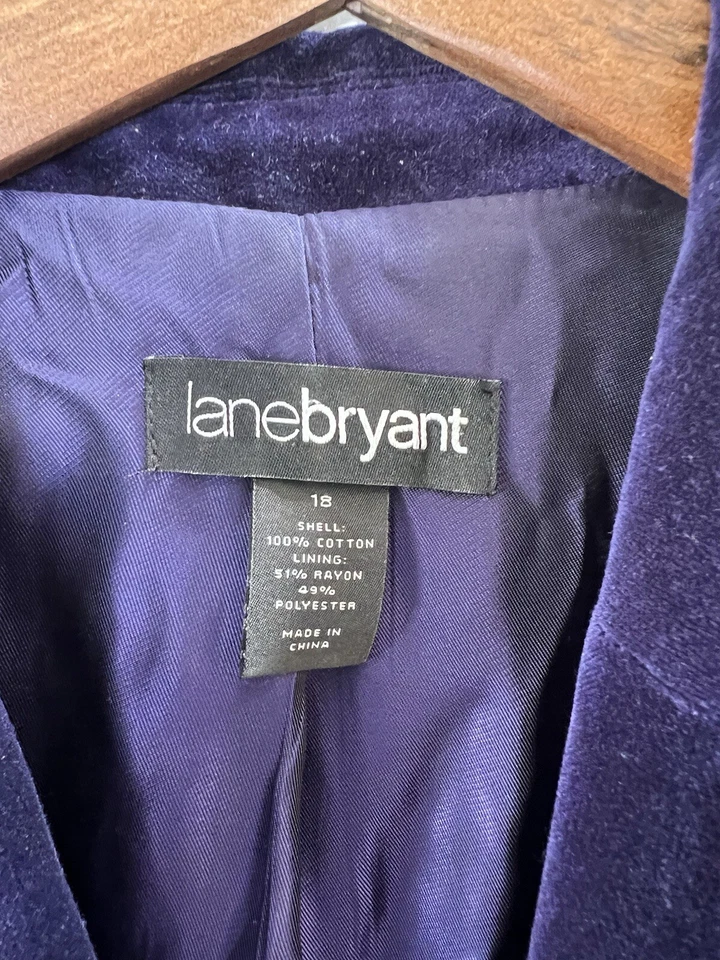 lanebryant
18
SHELL:
100% COTTON
LINING:
51% RAYON
49%
POLYESTER
MADE IN
CHINA